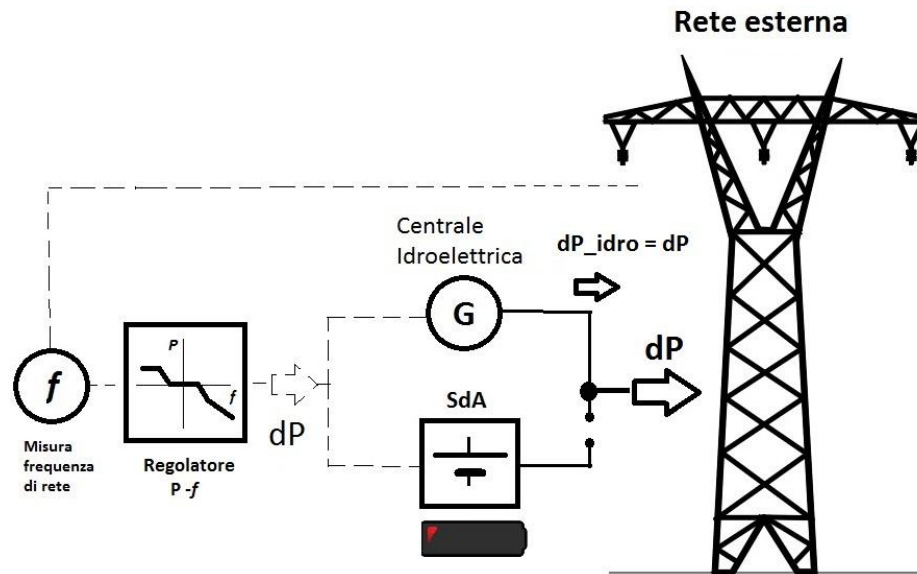 Rete esterna
Centrale
Idroelettrica
dP_idro = dP
G
dP
f
P
f
dP
SdA
Misura
frequenza
di rete
Regolatore
P -f